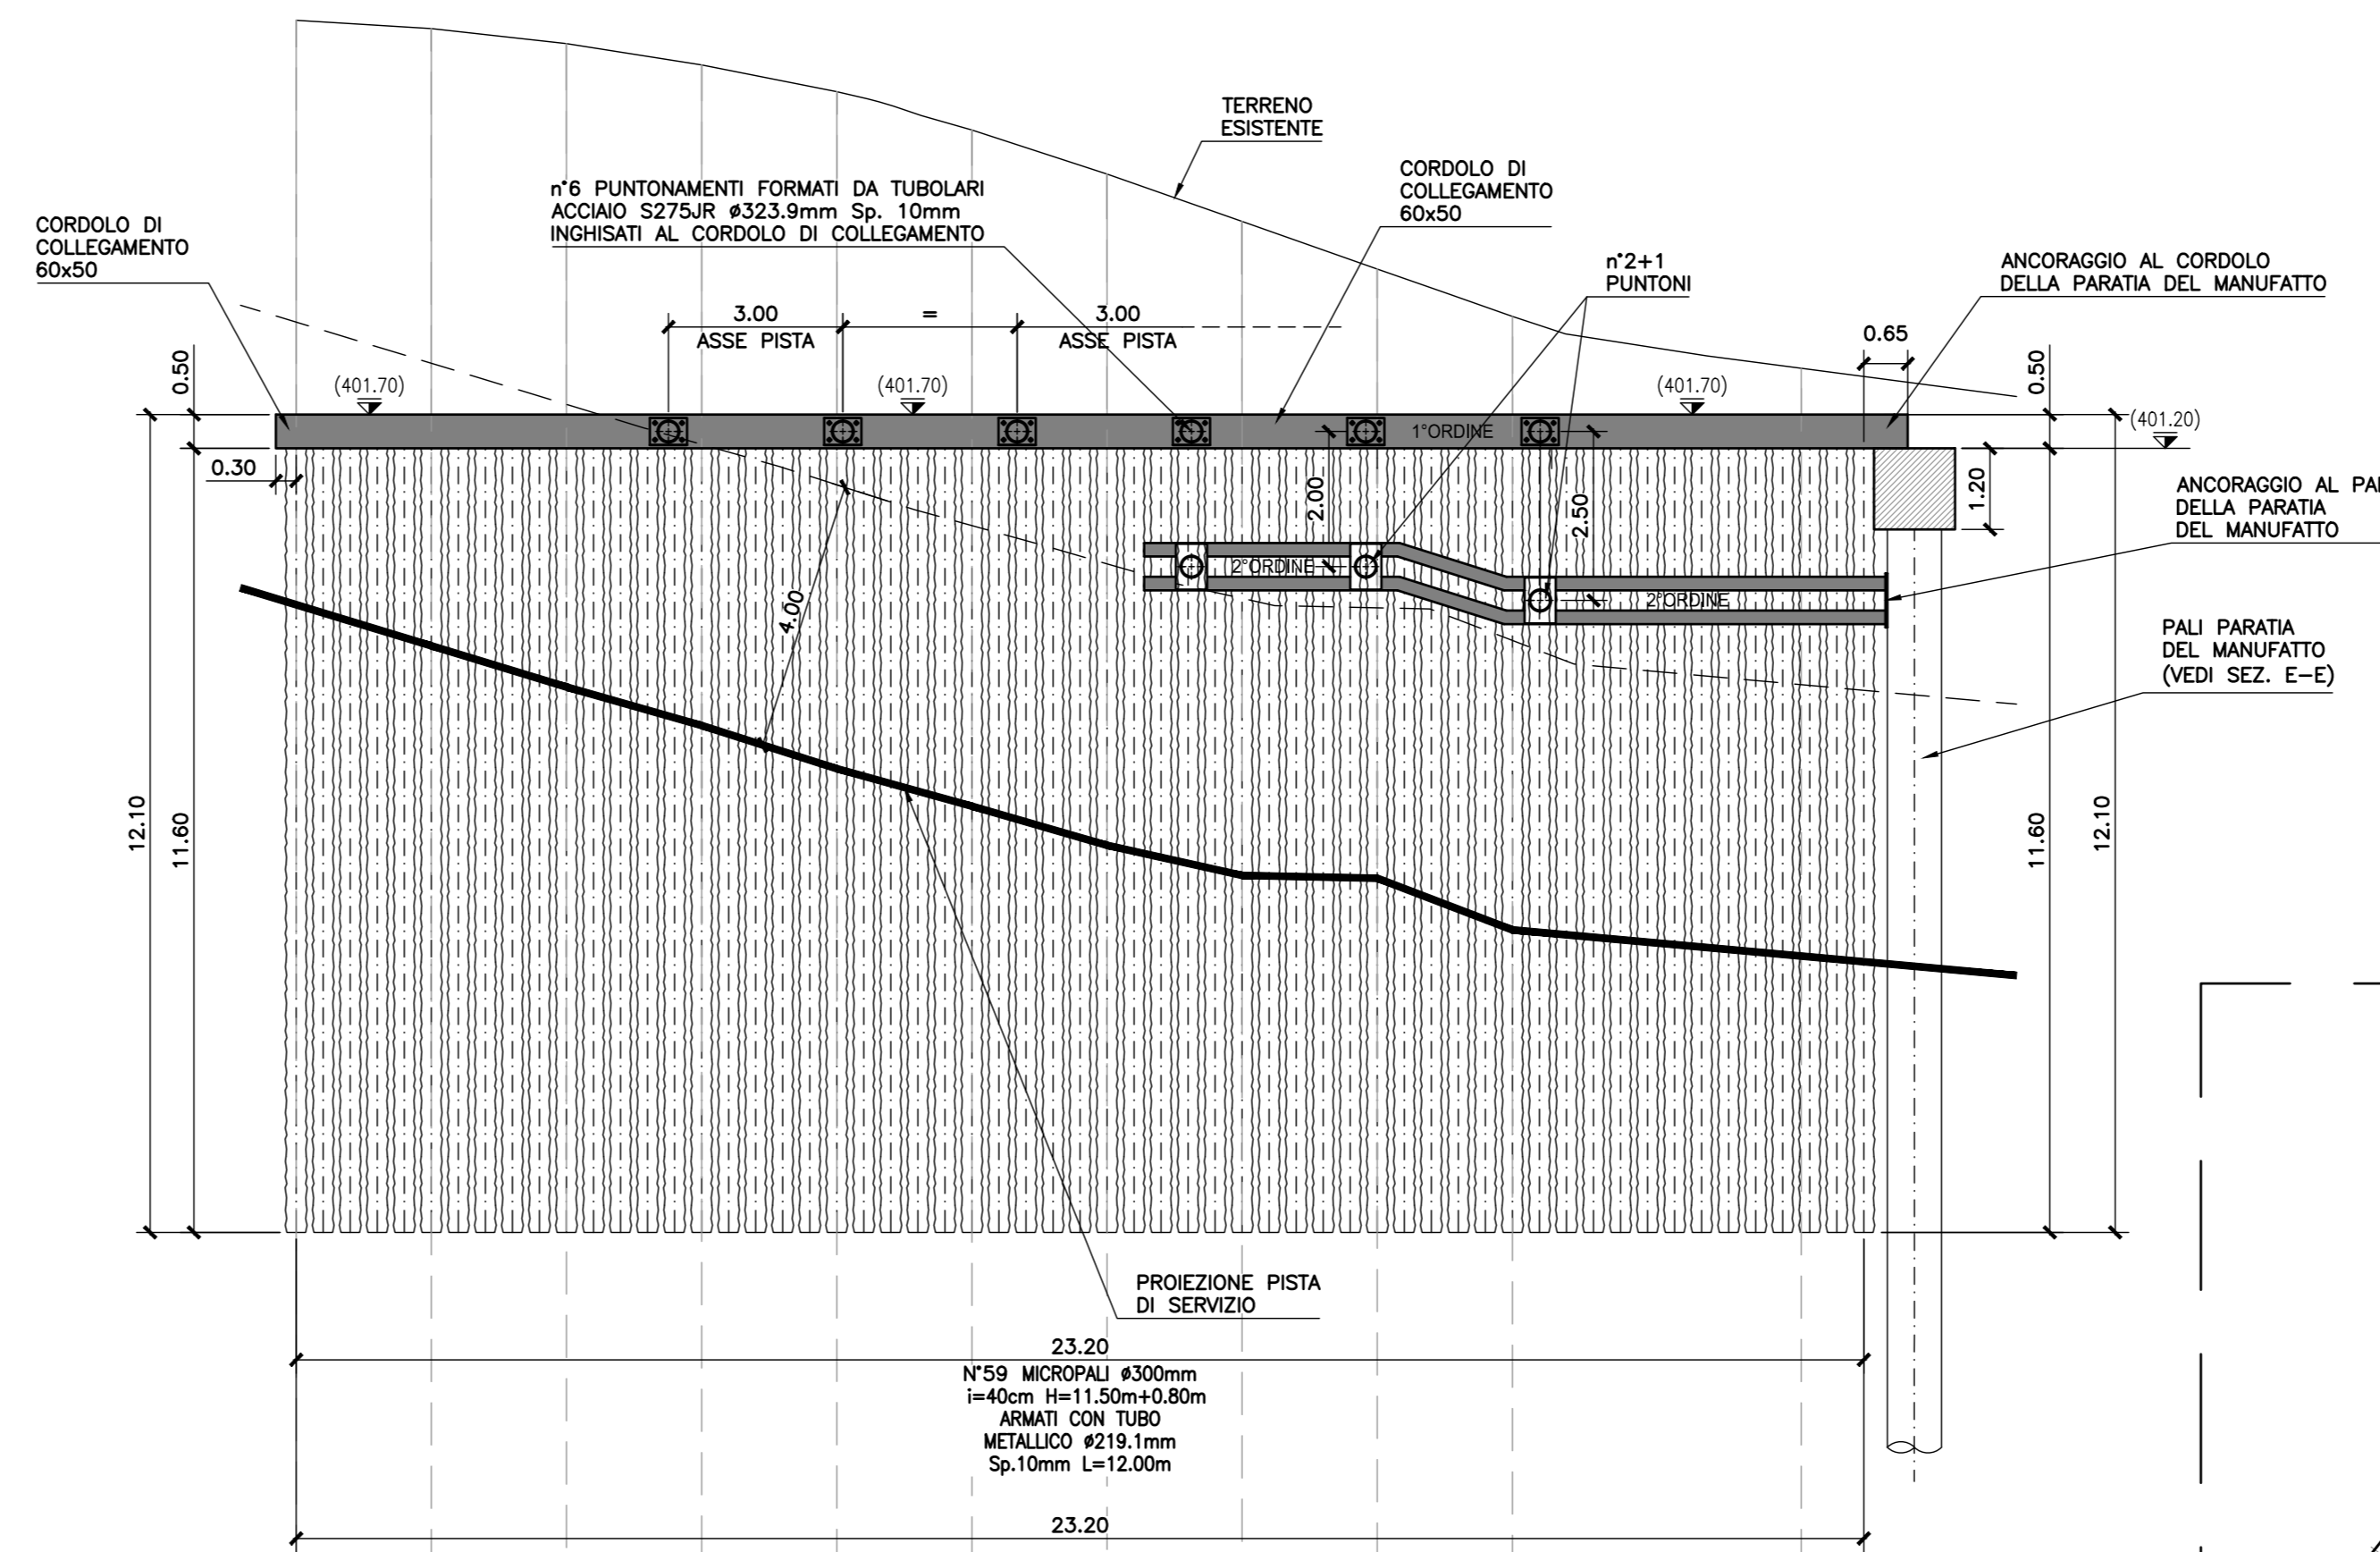 TERRENO
ESISTENTE
n°6 PUNTONAMENTI FORMATI DA TUBOLARI
ACCIAIO S275JR ø323.9mm Sp. 10mm
INGHISATI AL CORDOLO DI COLLEGAMENTO
CORDOLO DI
COLLEGAMENTO
60x50
CORDOLO DI
COLLEGAMENTO
60x50
n°2+1
PUNTONI
ANCORAGGIO AL CORDOLO
DELLA PARATIA DEL MANUFATTO
3.00
=
3.00
ASSE PISTA
ASSE PISTA
0.65
0.50
0.50
(401.70)
(401.70)
(401.70)
(401.20)
1°ORDINE
0.30
2.00
2.50
1.20
ANCORAGGIO AL PA
DELLA PARATIA
DEL MANUFATTO
2°ORDINE
2°ORDINE
4.00
PALI PARATIA
DEL MANUFATTO
(VEDI SEZ. E-E)
12.10
11.60
11.60
12.10
PROIEZIONE PISTA
DI SERVIZIO
23.20
N°59 MICROPALI ø300mm
i=40cm H=11.50m+0.80m
ARMATI CON TUBO
METALLICO ø219.1mm
Sp.10mm L=12.00m
23.20